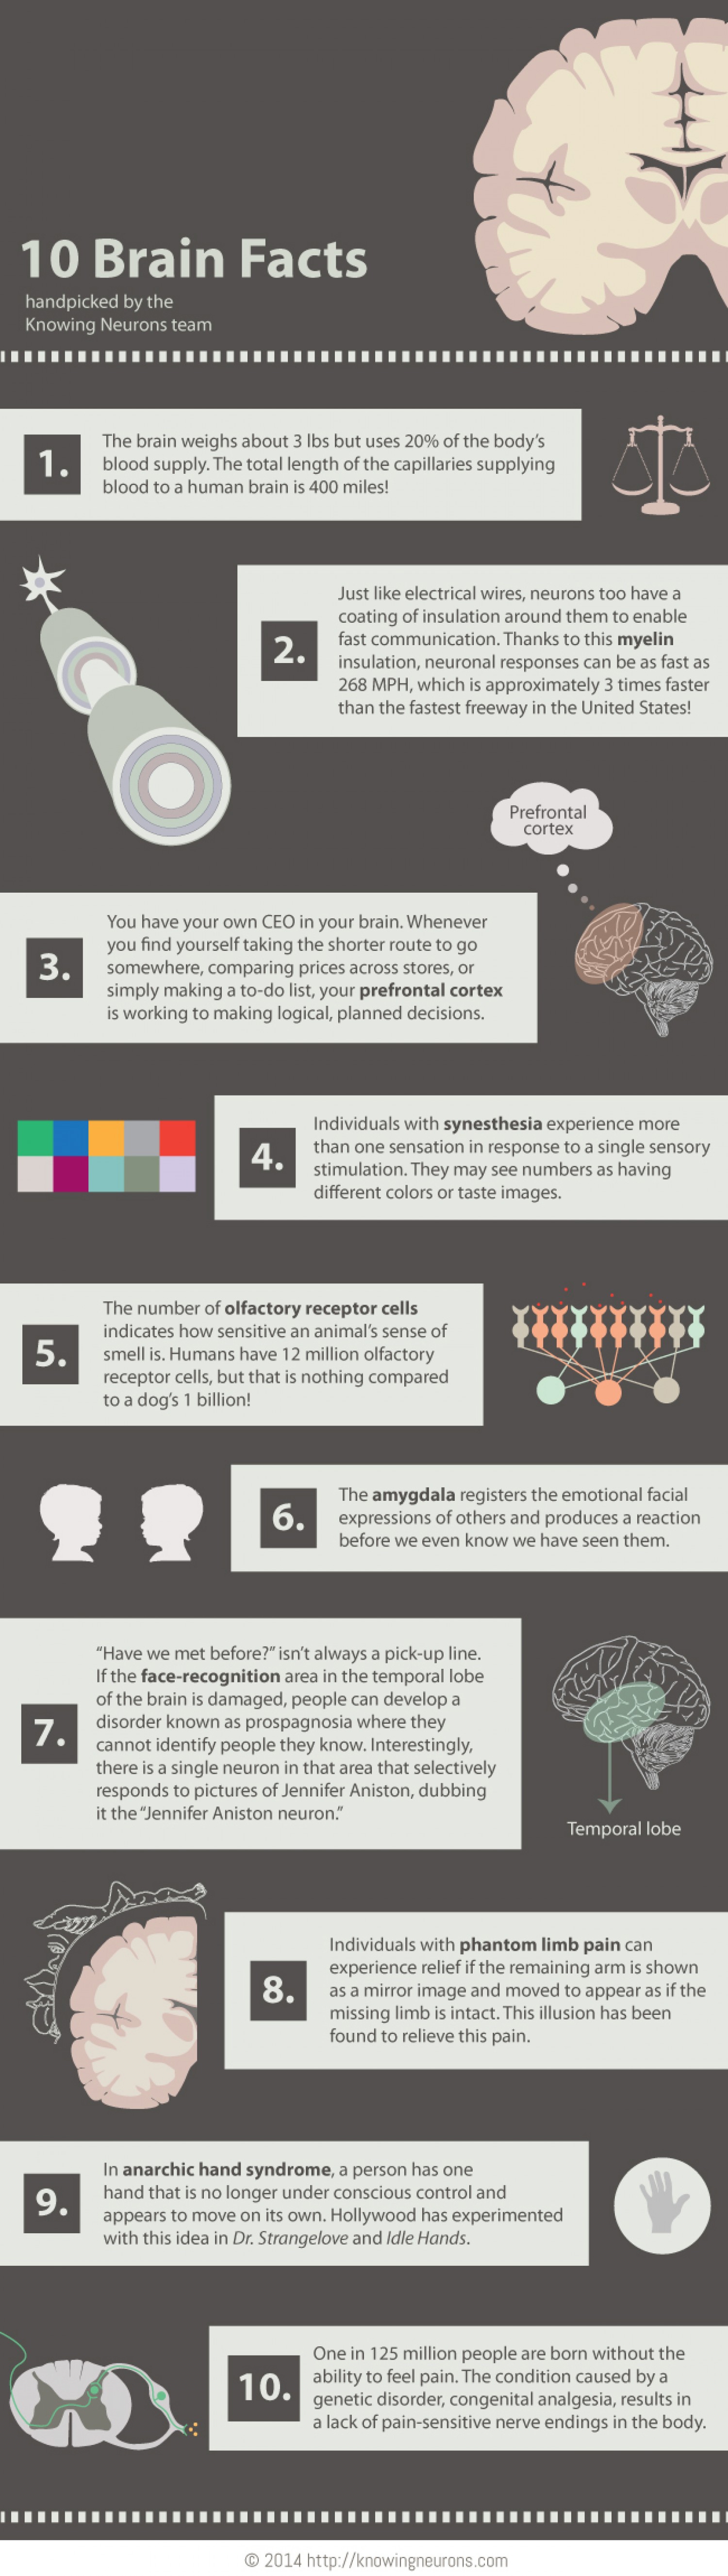 10 Brain Facts
handpicked by the
Knowing Neurons team
1.
The brain weighs about 3 lbs but uses 20% of the body's
blood supply. The total length of the capillaries supplying
blood to a human brain is 400 miles!
2.
Just like electrical wires, neurons too have a
coating of insulation around them to enable
fast communication. Thanks to this myelin
insulation, neuronal responses can be as fast as
268 MPH, which is approximately 3 times faster
than the fastest freeway in the United States!
Prefrontal
cortex
3.
You have your own CEO in your brain. Whenever
you find yourself taking the shorter route to go
somewhere, comparing prices across stores, or
simply making a to-do list, your prefrontal cortex
is working to making logical, planned decisions.
4.
Individuals with synesthesia experience more
than one sensation in response to a single sensory
stimulation. They may see numbers as having
different colors or taste images.
5.
The number of olfactory receptor cells
indicates how sensitive an animal's sense of
smell is. Humans have 12 million olfactory
receptor cells, but that is nothing compared
to a dog's 1 billion!
6.
The amygdala registers the emotional facial
expressions of others and produces a reaction
before we even know we have seen them.
7.
"Have we met before?" isn't always a pick-up line.
If the face-recognition area in the temporal lobe
of the brain is damaged, people can develop a
disorder known as prospagnosia where they
cannot identify people they know. Interestingly,
there is a single neuron in that area that selectively
responds to pictures of Jennifer Aniston, dubbing
it the "Jennifer Aniston neuron."
Temporal lobe
8.
Individuals with phantom limb pain can
experience relief if the remaining arm is shown
as a mirror image and moved to appear as if the
missing limb is intact. This illusion has been
found to relieve this pain.
9.
In anarchic hand syndrome, a person has one
hand that is no longer under conscious control and
appears to move on its own. Hollywood has experimented
with this idea in Dr. Strangelove and Idle Hands.
10.
One in 125 million people are born without the
ability to feel pain. The condition caused by a
genetic disorder, congenital analgesia, results in
a lack of pain-sensitive nerve endings in the body.
© 2014 http://knowingneurons.com